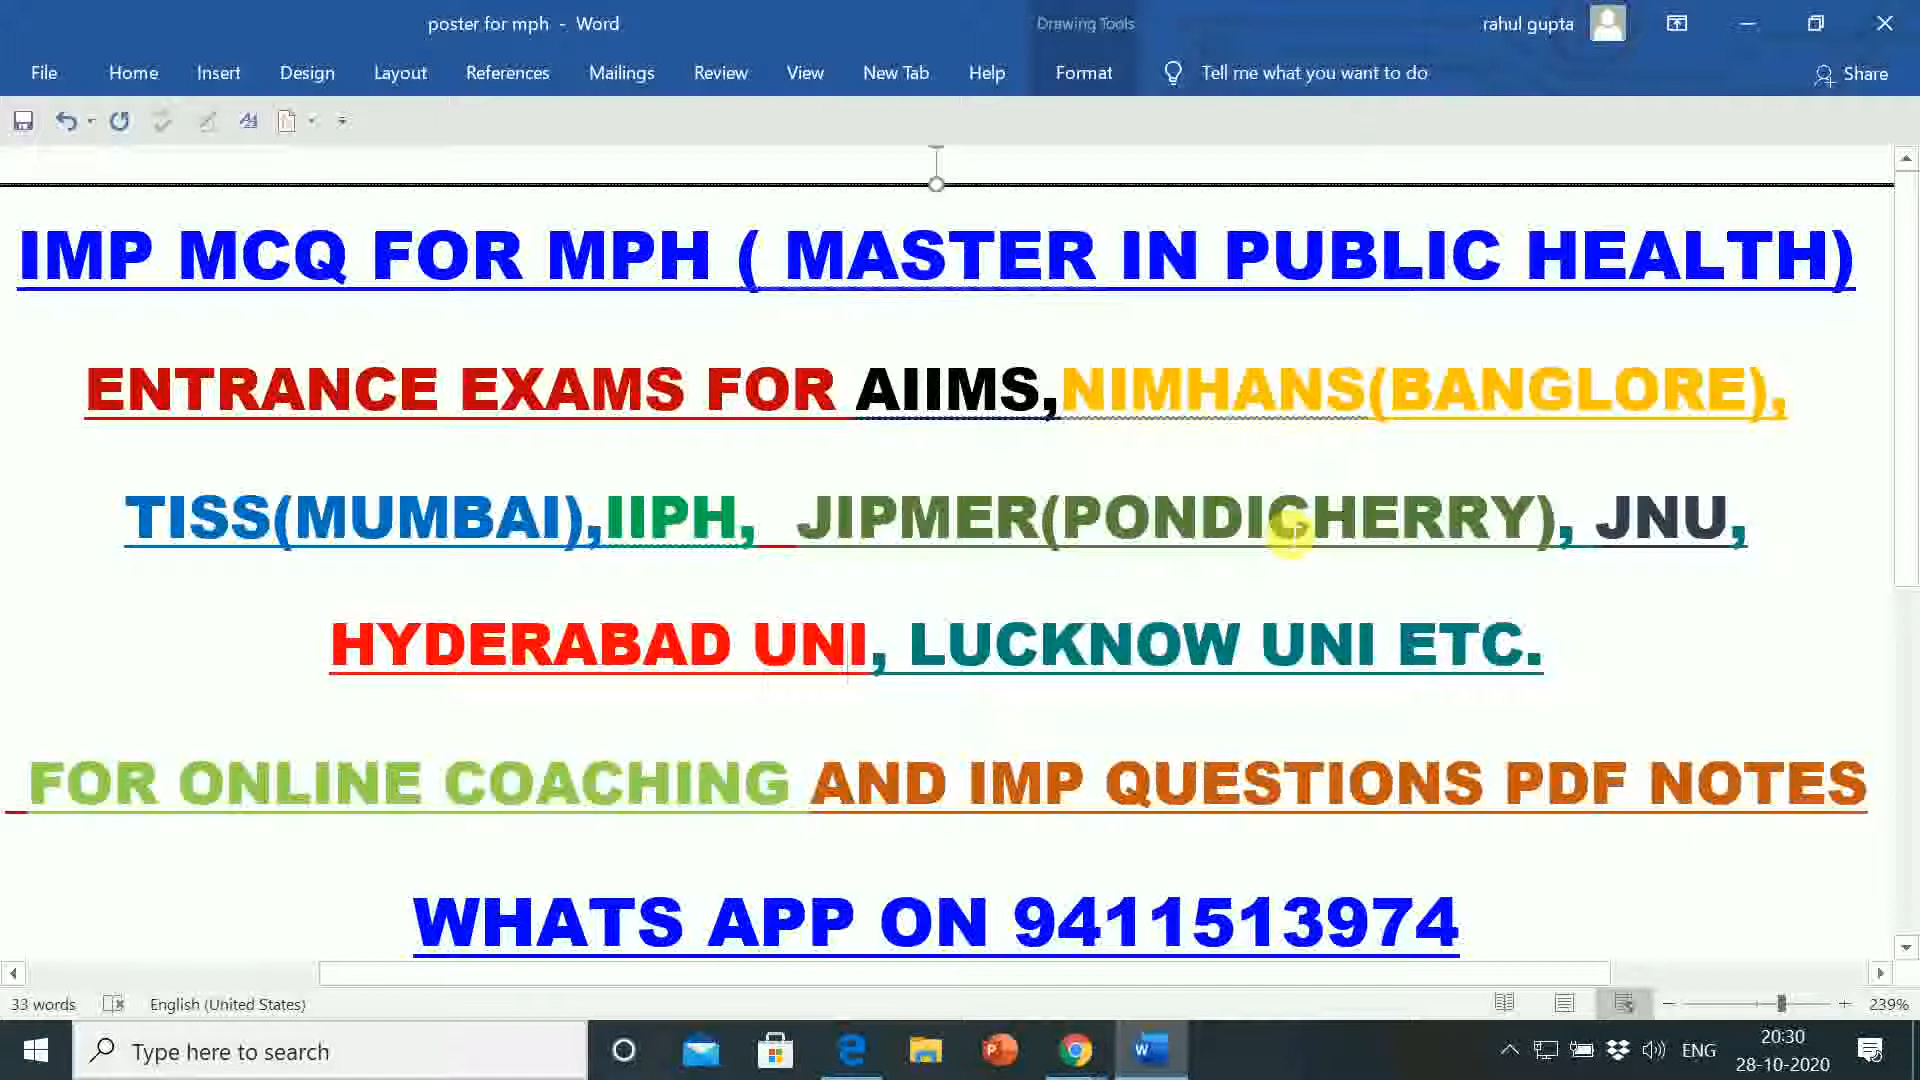 poster for mph - Word
Drawing Tools
rahul gupta
File Home Insert Design Layout References Mailings Review View New Tab Help Format Tell me what you want to do Share
IMP MCQ FOR MPH ( MASTER IN PUBLIC HEALTH)
ENTRANCE EXAMS FOR AIIMS,NIMHANS(BANGLORE),
TISS(MUMBAI),IIPH, JIPMER(PONDICHERRY), JNU,
HYDERABAD UNI, LUCKNOW UNI ETC.
FOR ONLINE COACHING AND IMP QUESTIONS PDF NOTES
WHATS APP ON 9411513974
33 words English (United States) 239%
Type here to search
ENG
20:30
28-10-2020